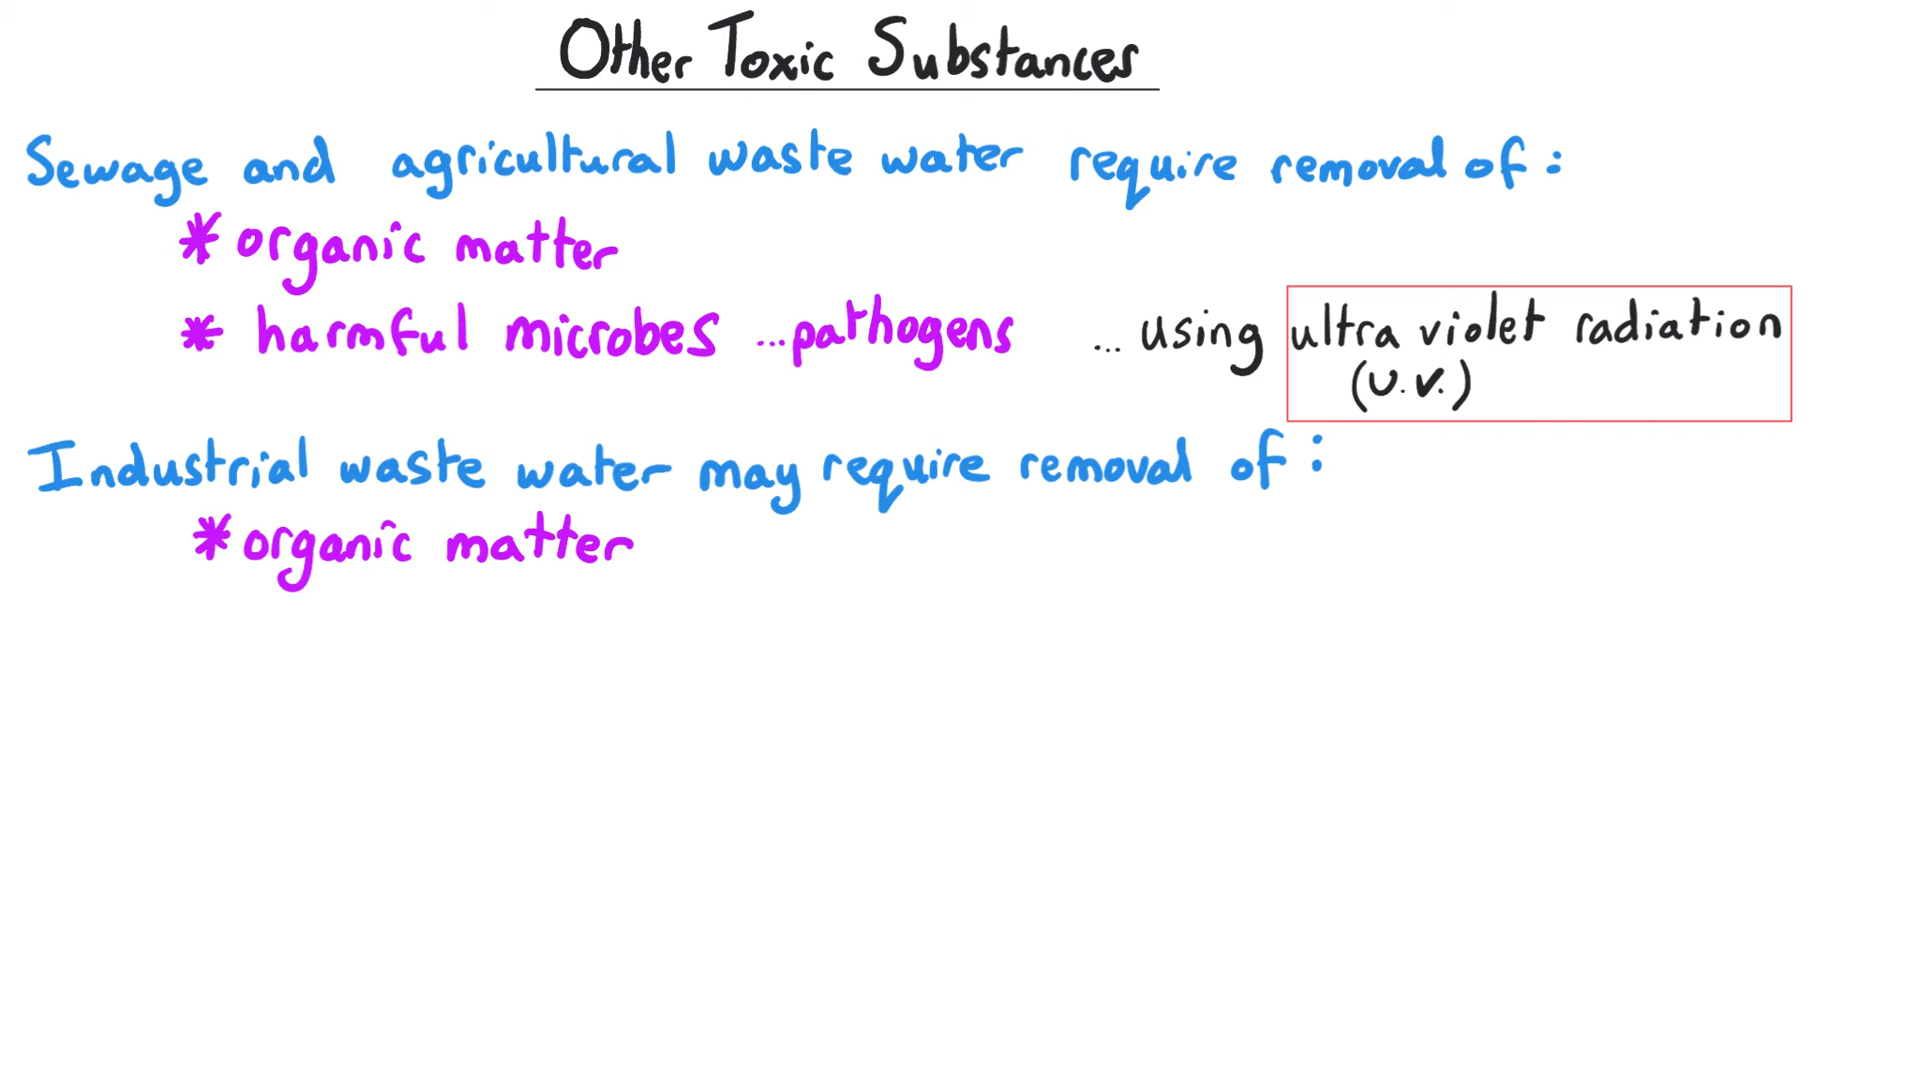 Other Toxic Substances
Sewage and agricultural waste water require removal of:
* organic matter
* harmful microbes ...pathogens ...using ultra violet radiation
(U.V.)
Industrial waste water may require removal of:
* organic matter